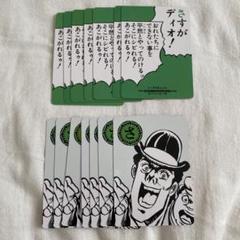 さすが
ディオ！
おれたちに
できない事を
平然とやってのけるッ
そこにシビれる！
あこがれるゥ！
さ